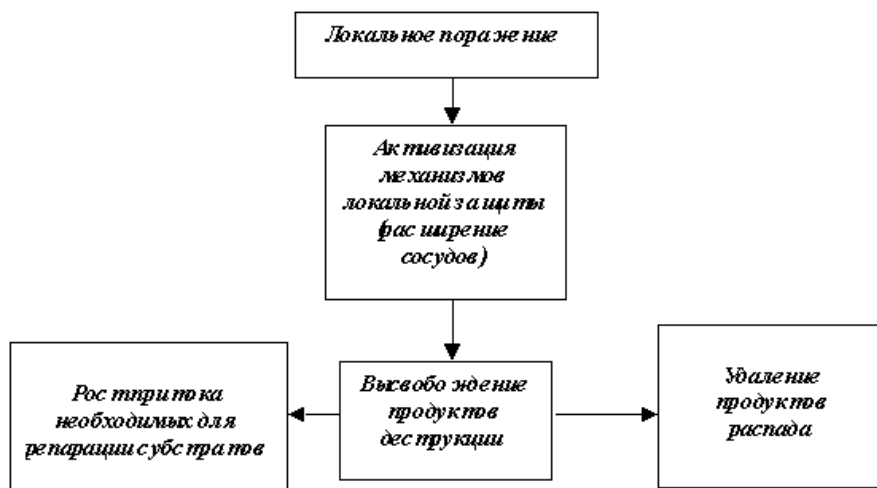 Локальное поражение
Активизация
механизмов
локальной защиты
(расширение
сосудов)
Рост притока
необходимых для
репарации субстратов
Высвобождение
продуктов
деструкции
Удаление
продуктов
распада